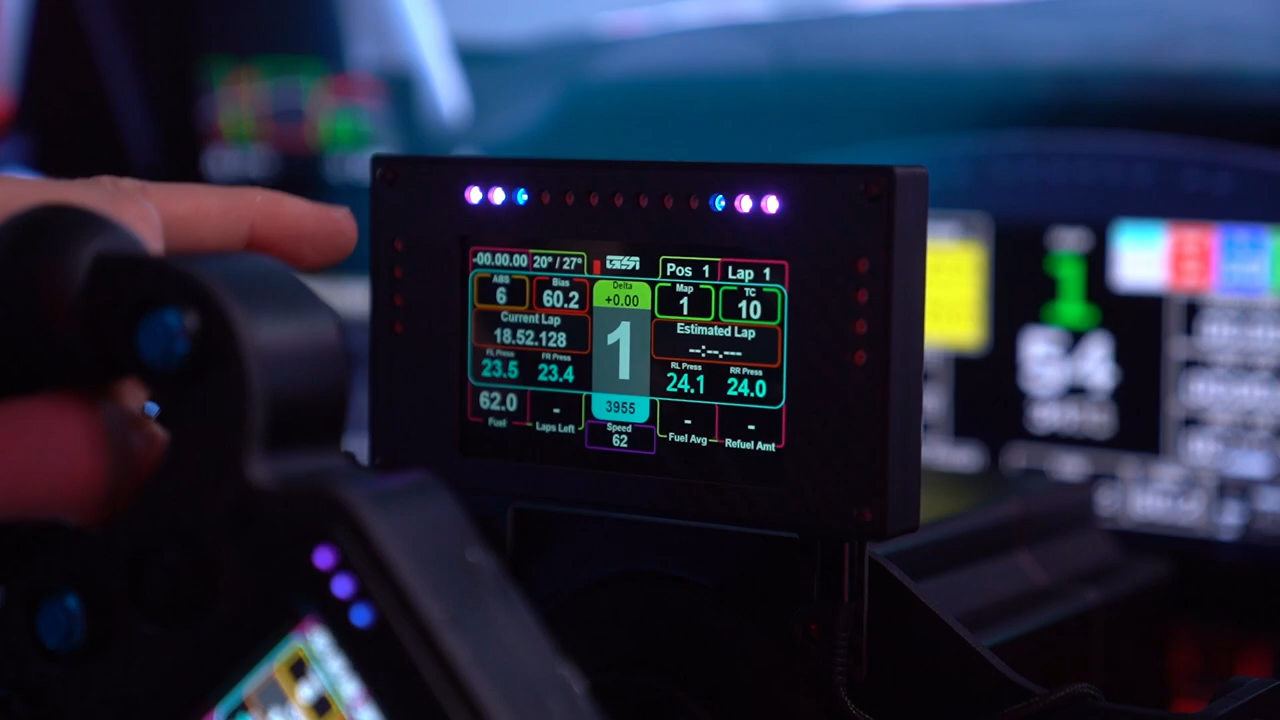 -00.00.00 20° / 27° GSI Pos 1 Lap 1
ABS Bias Delta Map TC
6 60.2 +0.00 1 10
Current Lap Estimated Lap
18.52.128 1 --:--.---
FL Press FR Press RL Press RR Press
23.5 23.4 24.1 24.0
62.0 - 3955 - -
Fuel Laps Left Speed Fuel Avg Refuel Amt
62
1
54